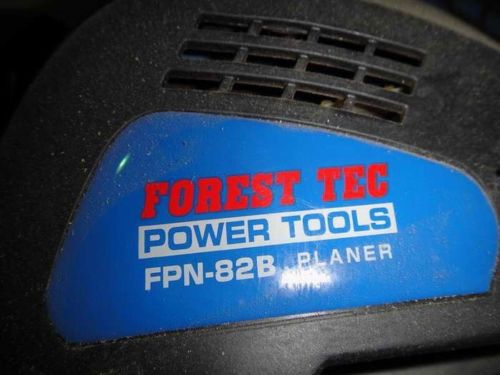 FOREST TEC
POWER TOOLS
FPN-82B PLANER